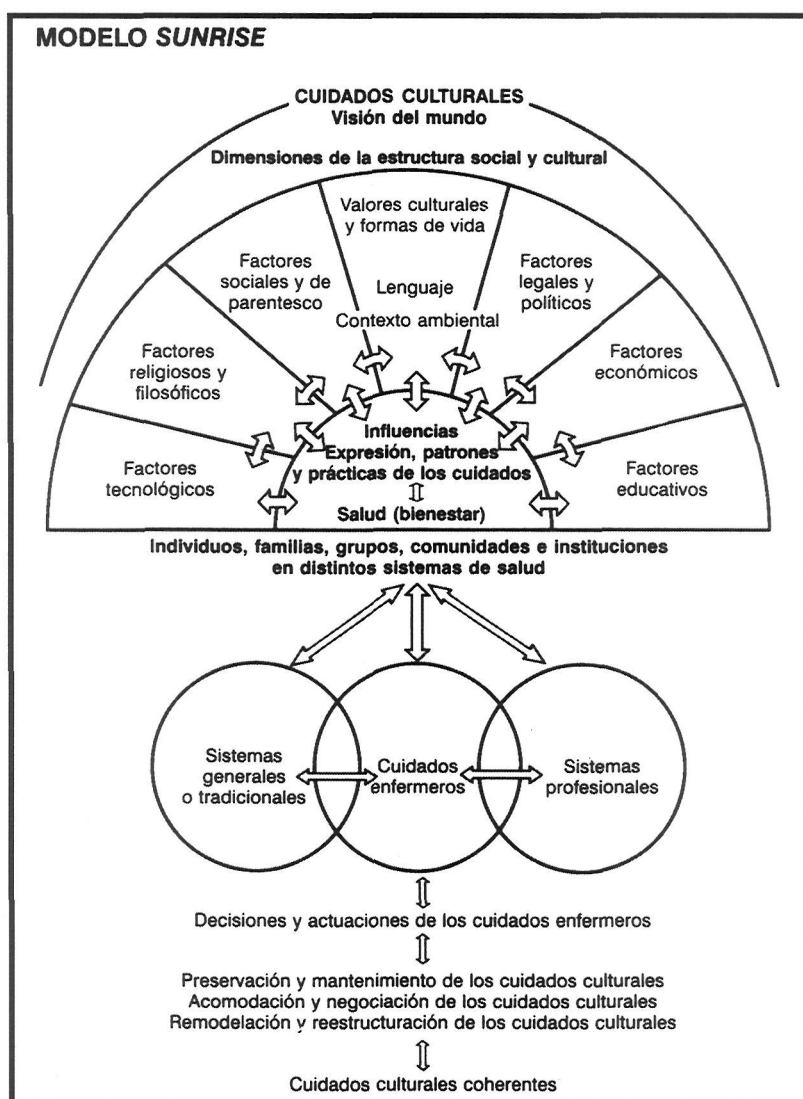 MODELO SUNRISE
CUIDADOS CULTURALES
Visión del mundo
Dimensiones de la estructura social y cultural
Valores culturales
y formas de vida
Lenguaje
Contexto ambiental
Factores
sociales y de
parentesco
Factores
legales y
políticos
Factores
religiosos y
filosóficos
Factores
económicos
Factores
tecnológicos
Factores
educativos
Influencias
Expresión, patrones
y prácticas de los cuidados
Salud (bienestar)
Individuos, familias, grupos, comunidades e instituciones
en distintos sistemas de salud
Sistemas
generales
o tradicionales
Cuidados
enfermeros
Sistemas
profesionales
Decisiones y actuaciones de los cuidados enfermeros
Preservación y mantenimiento de los cuidados culturales
Acomodación y negociación de los cuidados culturales
Remodelación y reestructuración de los cuidados culturales
Cuidados culturales coherentes